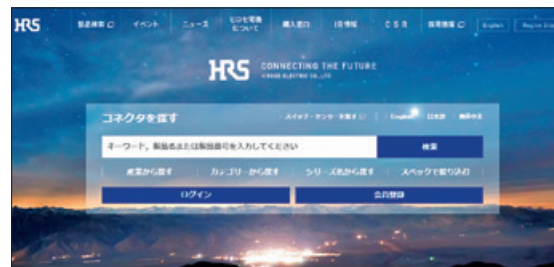 HRS 製品検索 イベント ニュース ヒロセ電機について 購入窓口 IR情報 CSR 採用情報 English Region Site
HRS CONNECTING THE FUTURE
HIROSE ELECTRIC CO.,LTD.
コネクタを探す English 日本語 簡体中文
キーワード, 製品名または製品番号を入力してください 検索
産業から探す カテゴリーから探す シリーズ名から探す スペックで絞り込み
ログイン 会員登録